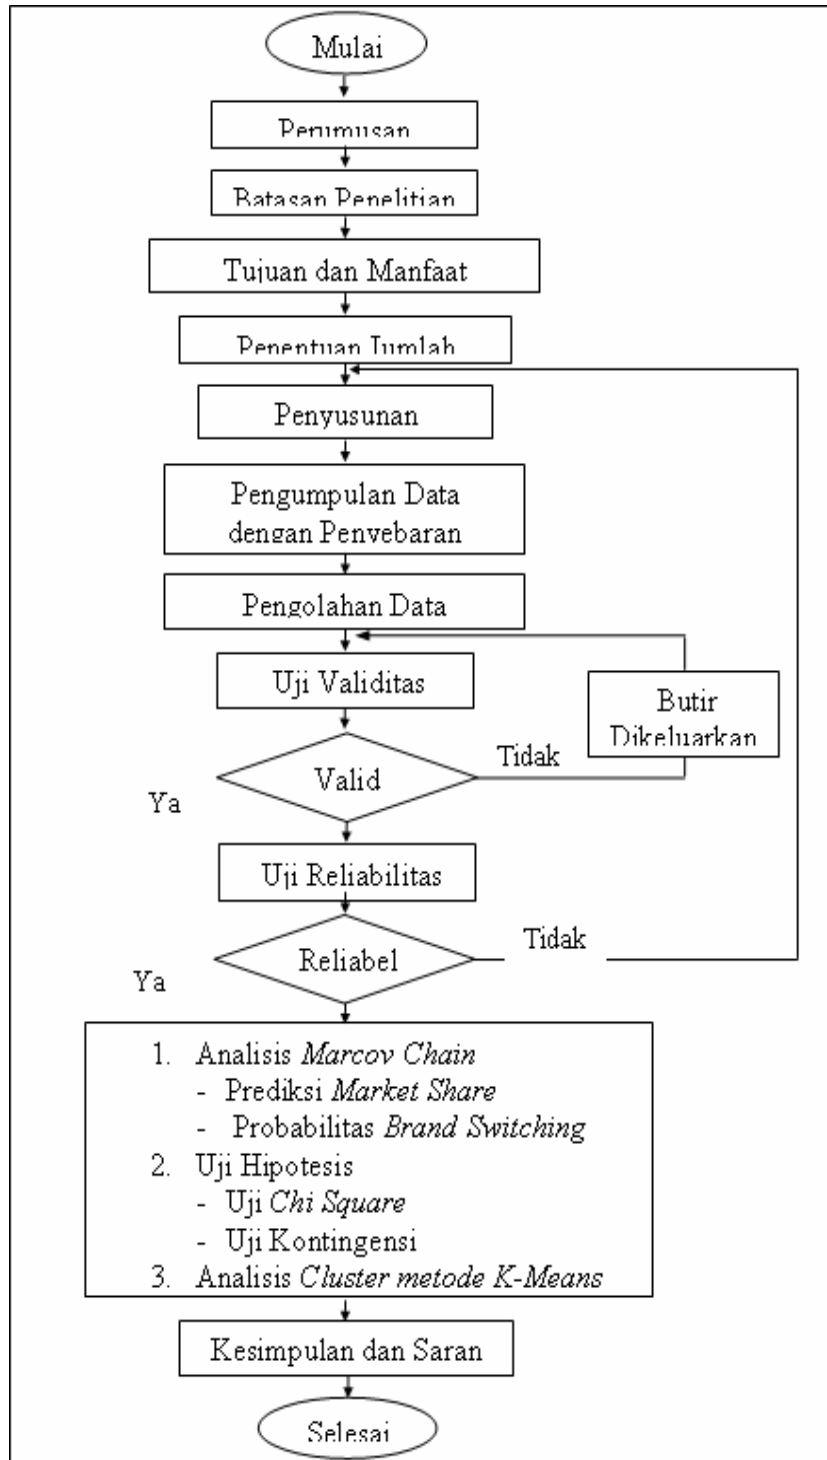 Mulai
Perumusan
Batasan Penelitian
Tujuan dan Manfaat
Penentuan Jumlah
Penyusunan
Pengumpulan Data
dengan Penyebaran
Pengolahan Data
Uji Validitas
Butir
Dikeluarkan
Valid
Tidak
Ya
Uji Reliabilitas
Reliabel
Tidak
Ya
1. Analisis Marcov Chain
- Prediksi Market Share
- Probabilitas Brand Switching
2. Uji Hipotesis
- Uji Chi Square
- Uji Kontingensi
3. Analisis Cluster metode K-Means
Kesimpulan dan Saran
Selesai